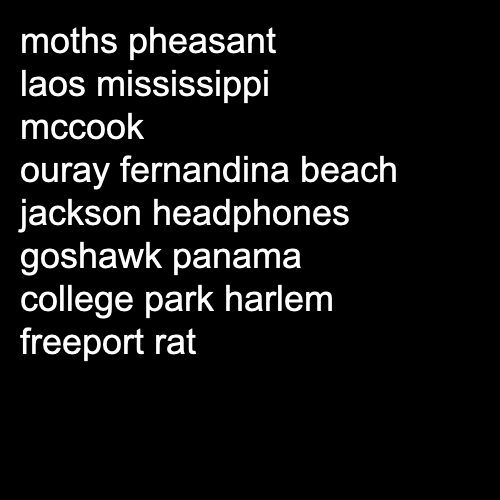 moths pheasant
laos mississippi
mccook
ouray fernandina beach
jackson headphones
goshawk panama
college park harlem
freeport rat